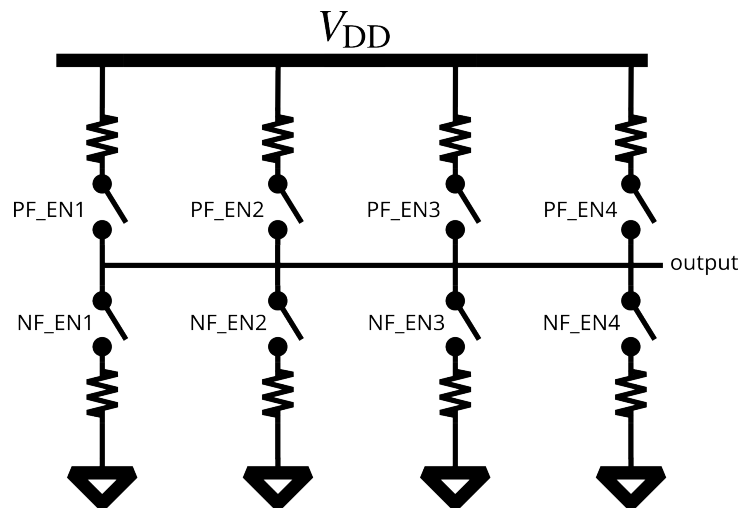 VDD
PF_EN1 PF_EN2 PF_EN3 PF_EN4
output
NF_EN1 NF_EN2 NF_EN3 NF_EN4